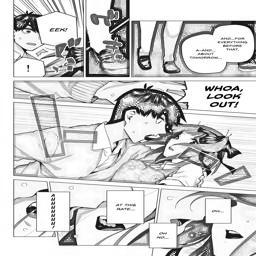 AND...FOR
EVERYTHING
BEFORE
THAT.
A-AND...
ABOUT
TOMORROW...
EEK!
!
WHOA,
LOOK
OUT!
OH...
AT THIS
RATE...
OH
NO...